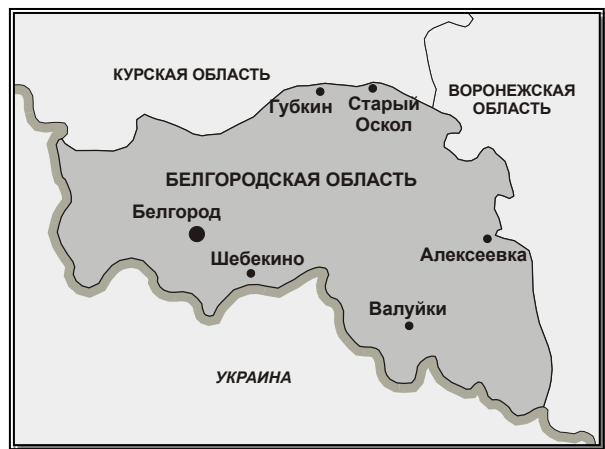 КУРСКАЯ ОБЛАСТЬ
ВОРОНЕЖСКАЯ
ОБЛАСТЬ
Губкин
Старый
Оскол
БЕЛГОРОДСКАЯ ОБЛАСТЬ
Белгород
Шебекино
Алексеевка
Валуйки
УКРАИНА